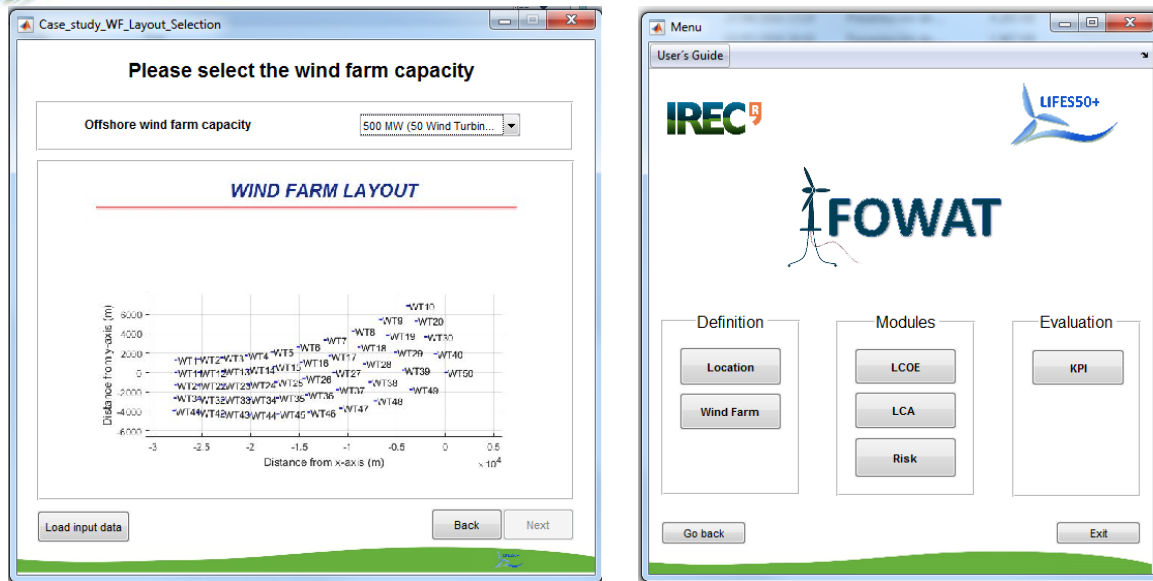 Case_study_WF_Layout_Selection
Please select the wind farm capacity
Offshore wind farm capacity
500 MW (50 Wind Turbin...
WIND FARM LAYOUT
Distance from y-axis (m)
6000
4000
2000
0
-2000
-4000
-6000
WT10
WT9 WT20
WT8 WT19 WT30
WT7 WT18 WT29 WT40
WT6 WT17 WT28 WT39 WT50
WT5 WT16 WT27 WT38 WT49
WT1 WT2 WT3 WT4 WT15 WT26 WT37 WT48
WT11 WT12 WT13 WT14 WT25 WT36 WT47
WT21 WT22 WT23 WT24 WT35 WT46
WT31 WT32 WT33 WT34 WT45
WT41 WT42 WT43 WT44
-3 -2.5 -2 -1.5 -1 -0.5 0 0.5
Distance from x-axis (m)
× 10⁴
Load input data
Back
Next
Menu
User's Guide
IREC
R
LIFES50+
FOWAT
Definition
Location
Wind Farm
Modules
LCOE
LCA
Risk
Evaluation
KPI
Go back
Exit